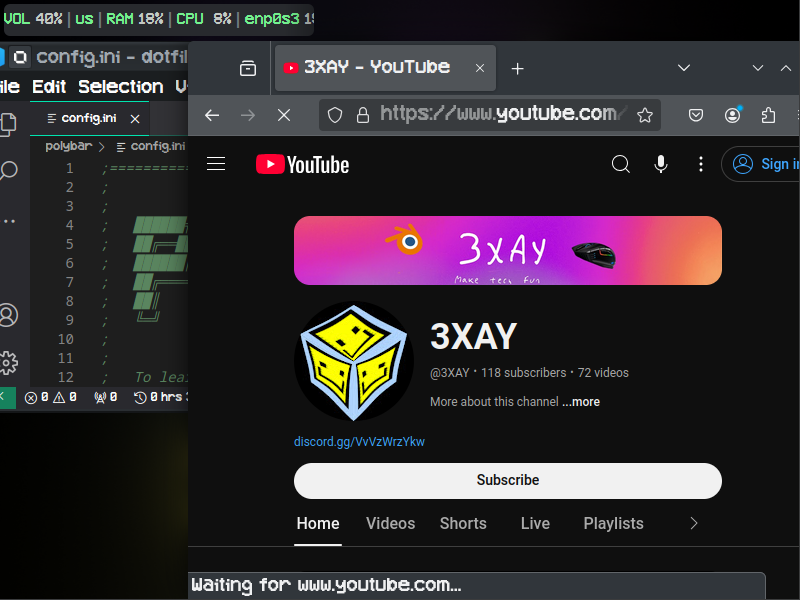 VOL 40% | us | RAM 18% | CPU 8% | enp0s3
config.ini - dotfil
ile Edit Selection V
config.ini
polybar > config.ini
1 ;===========
2 ;
3 ;
4 ;
5 ;
6 ;
7 ;
8 ;
9 ;
10 ;
11 ;
12 ; To lear
0 0 0 0 hrs
3XAY - YouTube
https://www.youtube.com/
YouTube
Sign in
3XAY
Make tech fun
3XAY
@3XAY • 118 subscribers • 72 videos
More about this channel ...more
discord.gg/VvVzWrzYkw
Subscribe
Home Videos Shorts Live Playlists
Waiting for www.youtube.com...